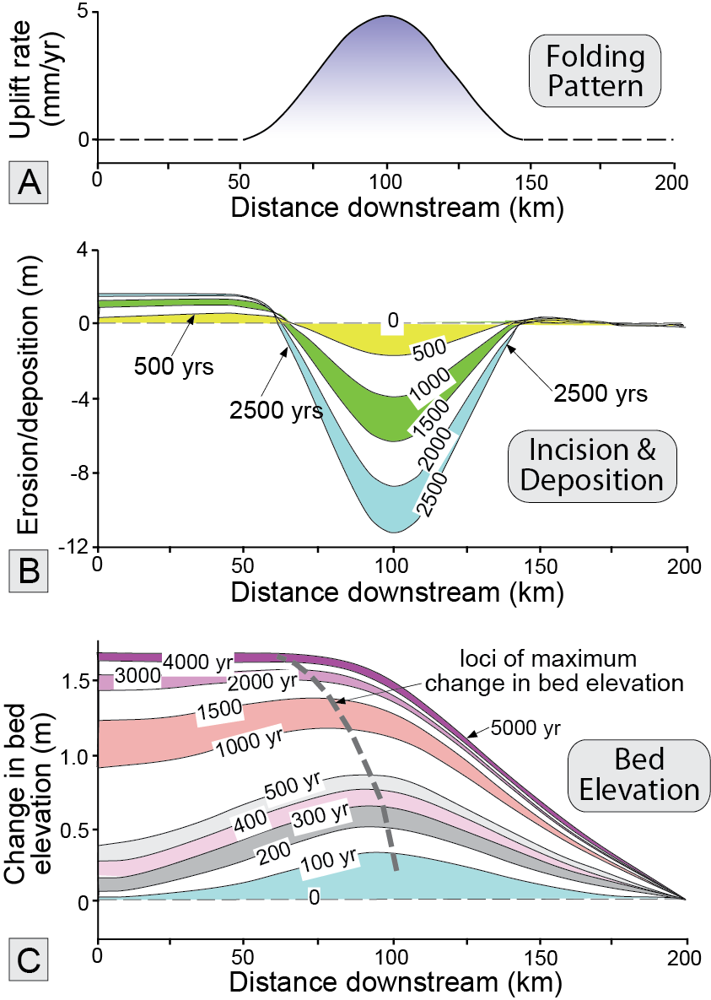 5
Uplift rate
(mm/yr)
0
Folding
Pattern
A
0
50
100
150
200
Distance downstream (km)
4
0
-4
-8
-12
Erosion/deposition (m)
0
500
1000
1500
2000
2500
500 yrs
2500 yrs
2500 yrs
Incision &
Deposition
B
0
50
100
150
200
Distance downstream (km)
1.5
1.0
0.5
0
Change in bed
elevation (m)
4000 yr
3000
2000 yr
1500
1000 yr
500 yr
400
300 yr
200
100 yr
0
loci of maximum
change in bed elevation
5000 yr
Bed
Elevation
C
0
50
100
150
200
Distance downstream (km)